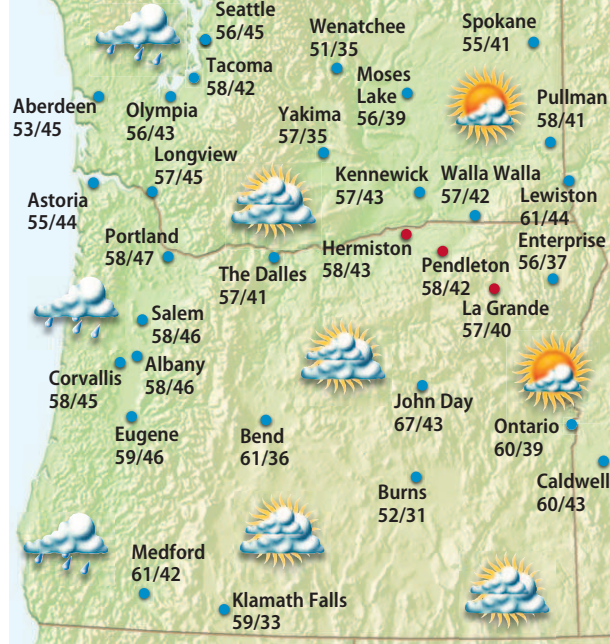 Seattle
56/45
Wenatchee
51/35
Spokane
55/41
Tacoma
58/42
Moses
Lake
56/39
Aberdeen
53/45
Olympia
56/43
Yakima
57/35
Pullman
58/41
Longview
57/45
Kennewick
57/43
Walla Walla
57/42
Lewiston
61/44
Astoria
55/44
Portland
58/47
The Dalles
57/41
Hermiston
58/43
Pendleton
58/42
Enterprise
56/37
La Grande
57/40
Salem
58/46
Albany
58/46
Corvallis
58/45
John Day
67/43
Eugene
59/46
Bend
61/36
Ontario
60/39
Burns
52/31
Caldwell
60/43
Medford
61/42
Klamath Falls
59/33